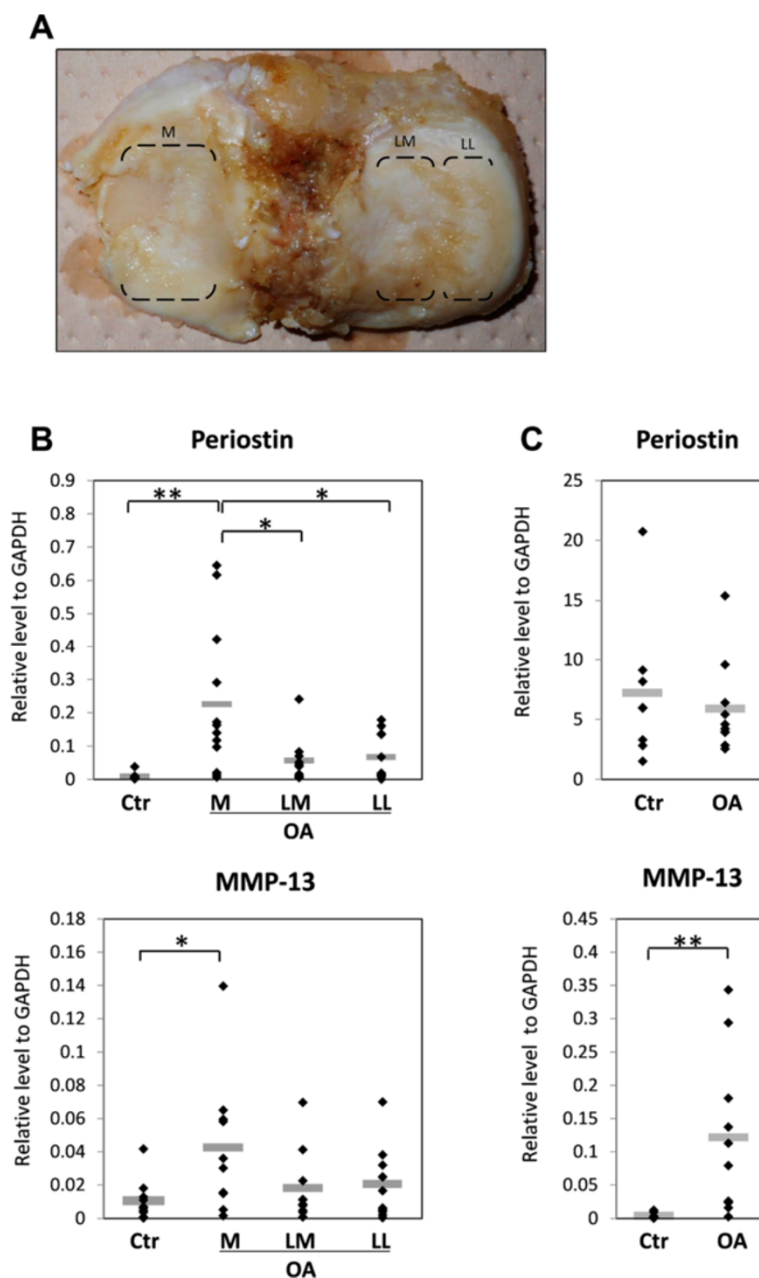 A
M
LM
LL
B
Periostin
Relative level to GAPDH
0.9
0.8
0.7
0.6
0.5
0.4
0.3
0.2
0.1
0
**
*
*
Ctr M LM LL
OA
C
Periostin
Relative level to GAPDH
25
20
15
10
5
0
Ctr OA
MMP-13
Relative level to GAPDH
0.18
0.16
0.14
0.12
0.1
0.08
0.06
0.04
0.02
0
*
Ctr M LM LL
OA
MMP-13
Relative level to GAPDH
0.45
0.4
0.35
0.3
0.25
0.2
0.15
0.1
0.05
0
**
Ctr OA